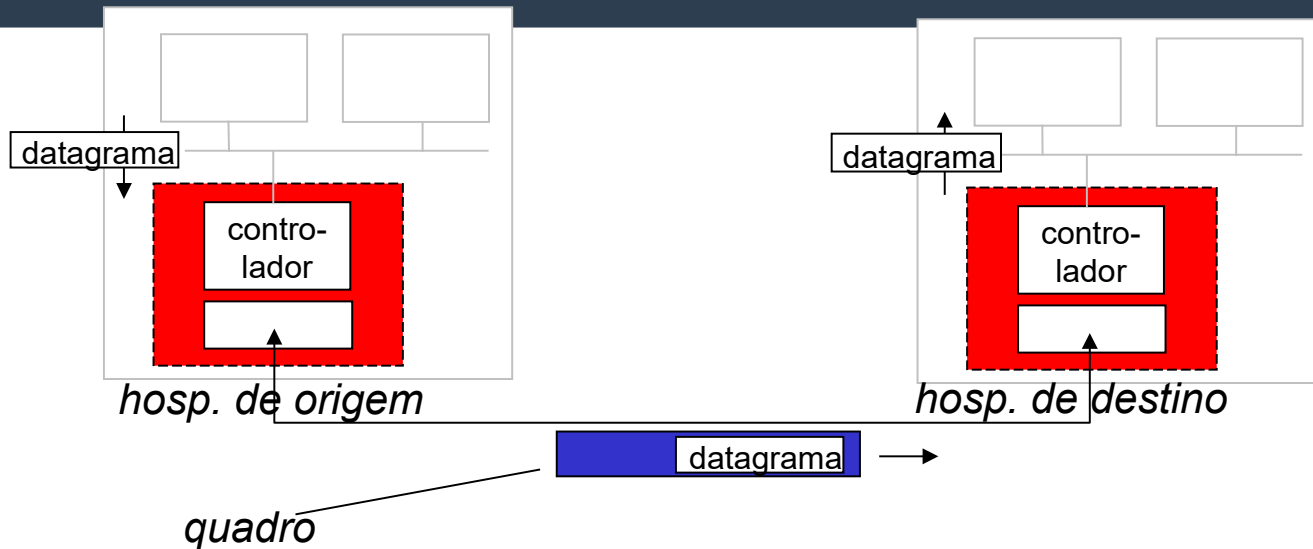 datagrama
datagrama
contro-
lador
contro-
lador
hosp. de origem
hosp. de destino
datagrama
quadro